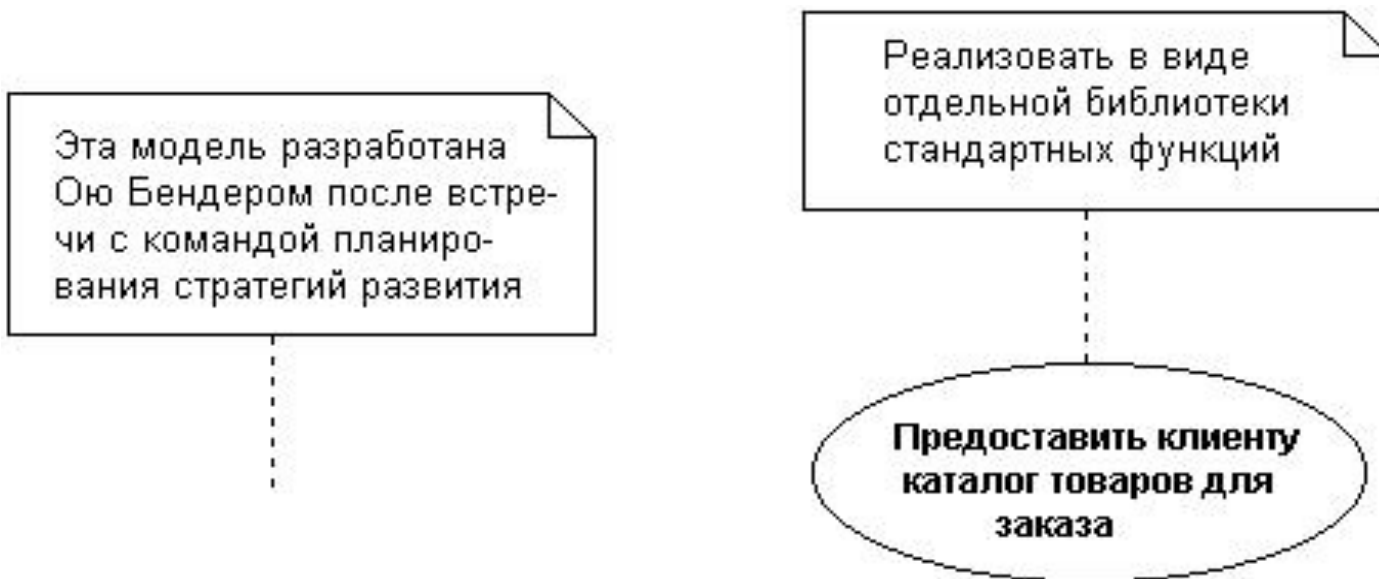 Эта модель разработана
Ою Бендером после встре-
чи с командой планиро-
вания стратегий развития
Реализовать в виде
отдельной библиотеки
стандартных функций
Предоставить клиенту
каталог товаров для
заказа